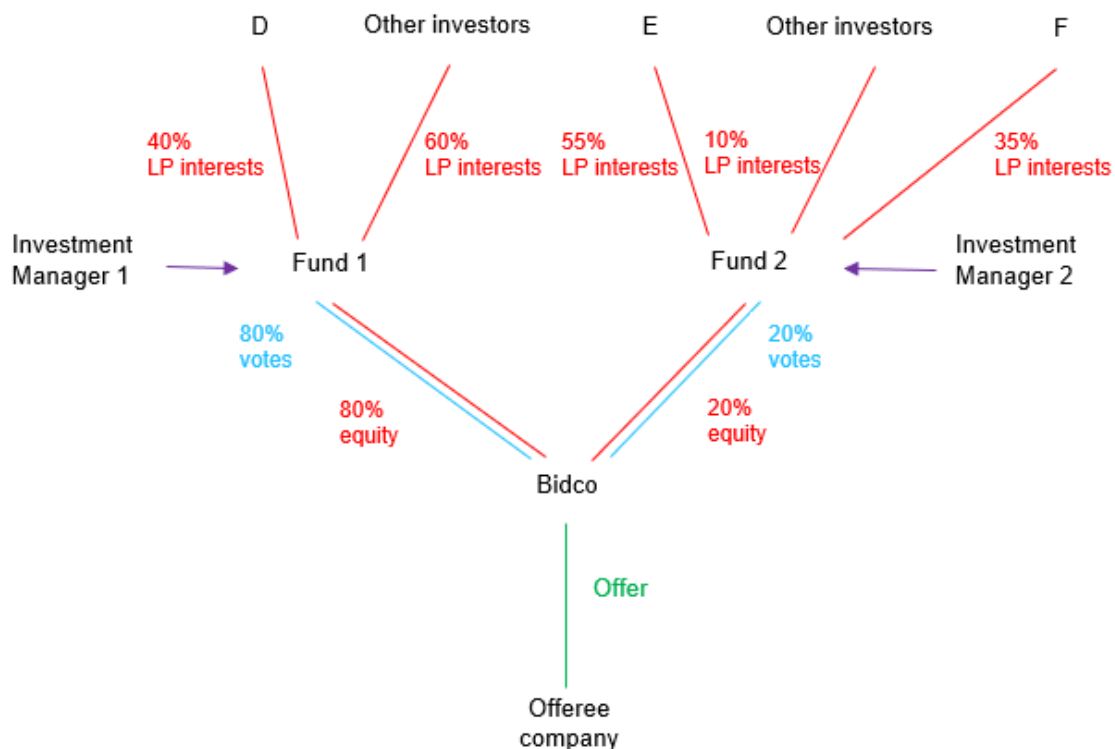 D
Other investors
E
Other investors
F
40%
LP interests
60%
LP interests
55%
LP interests
10%
LP interests
35%
LP interests
Investment
Manager 1
Fund 1
Fund 2
Investment
Manager 2
80%
votes
20%
votes
80%
equity
20%
equity
Bidco
Offer
Offeree
company